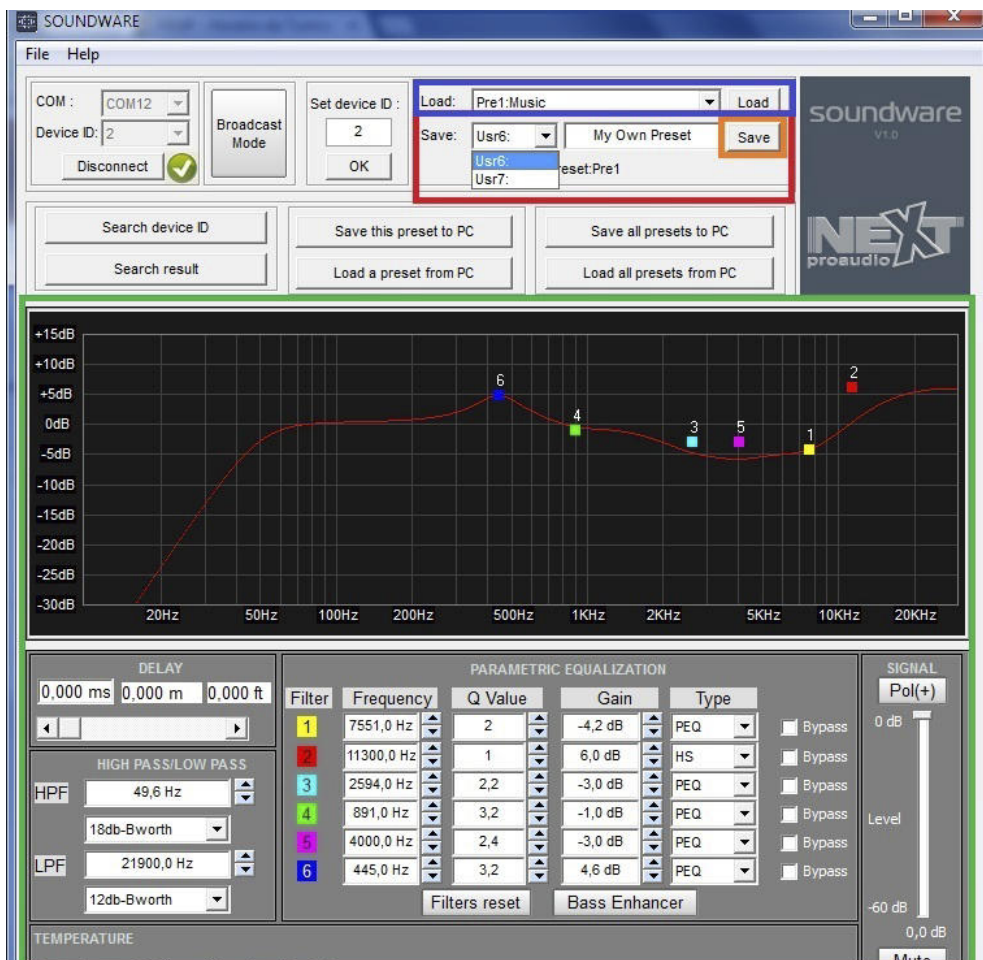 SOUNDWARE
File Help
COM : COM12
Device ID: 2
Disconnect
Broadcast
Mode
Set device ID :
2
OK
Load: Pre1:Music Load
Save: Usr6: My Own Preset Save
Usr6:
Usr7:
eset:Pre1
soundware
V1.0
NEXT
proaudio
Search device ID
Search result
Save this preset to PC
Load a preset from PC
Save all presets to PC
Load all presets from PC
+15dB
+10dB
+5dB
0dB
-5dB
-10dB
-15dB
-20dB
-25dB
-30dB
6 4 3 5 1 2
20Hz 50Hz 100Hz 200Hz 500Hz 1KHz 2KHz 5KHz 10KHz 20KHz
DELAY
0,000 ms 0,000 m 0,000 ft
HIGH PASS/LOW PASS
HPF 49,6 Hz
18db-Bworth
LPF 21900,0 Hz
12db-Bworth
PARAMETRIC EQUALIZATION
Filter Frequency Q Value Gain Type
1 7551,0 Hz 2 -4,2 dB PEQ Bypass
2 11300,0 Hz 1 6,0 dB HS Bypass
3 2594,0 Hz 2,2 -3,0 dB PEQ Bypass
4 891,0 Hz 3,2 -1,0 dB PEQ Bypass
5 4000,0 Hz 2,4 -3,0 dB PEQ Bypass
6 445,0 Hz 3,2 4,6 dB PEQ Bypass
Filters reset Bass Enhancer
SIGNAL
Pol(+)
0 dB
Level
-60 dB
0,0 dB
Mute
TEMPERATURE